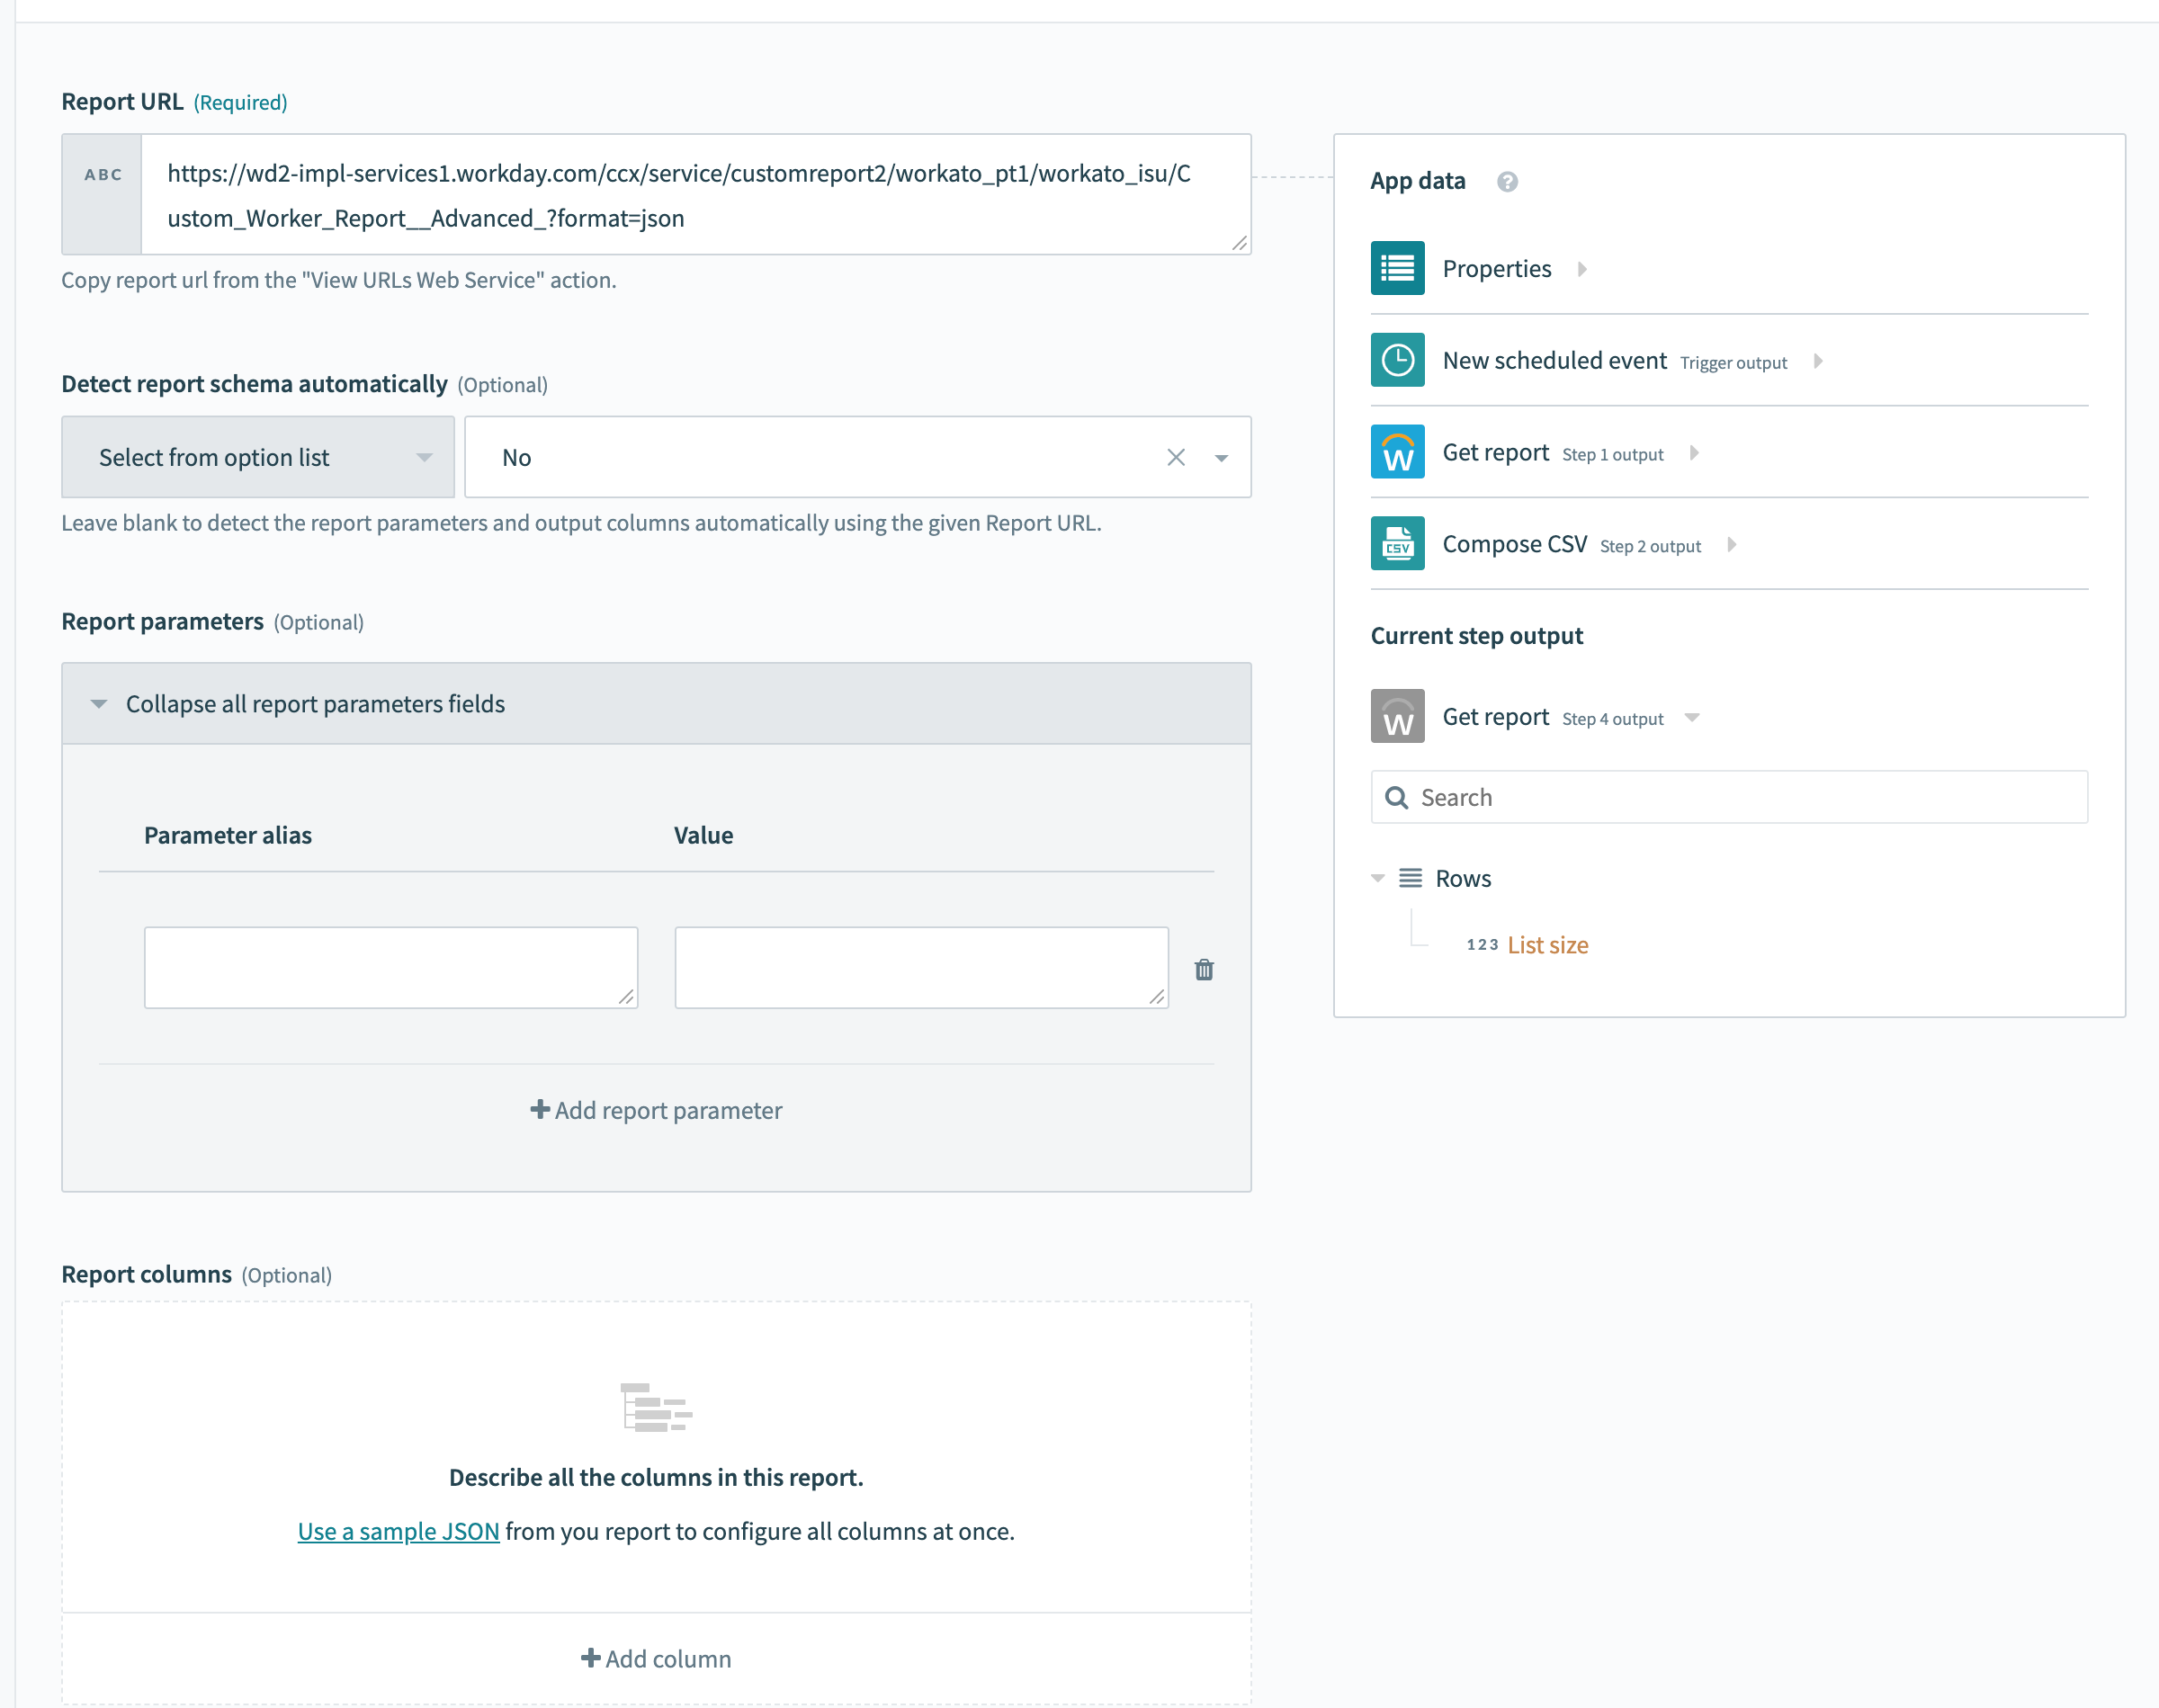 Report URL (Required)
ABC
https://wd2-impl-services1.workday.com/ccx/service/customreport2/workato_pt1/workato_isu/C
ustom_Worker_Report__Advanced_?format=json
Copy report url from the "View URLs Web Service" action.
Detect report schema automatically (Optional)
Select from option list
No
Leave blank to detect the report parameters and output columns automatically using the given Report URL.
Report parameters (Optional)
Collapse all report parameters fields
Parameter alias
Value
Add report parameter
Report columns (Optional)
Describe all the columns in this report.
Use a sample JSON from you report to configure all columns at once.
Add column
App data ?
Properties
New scheduled event Trigger output
W
Get report Step 1 output
CSV
Compose CSV Step 2 output
Current step output
W
Get report Step 4 output
Search
Rows
123 List size